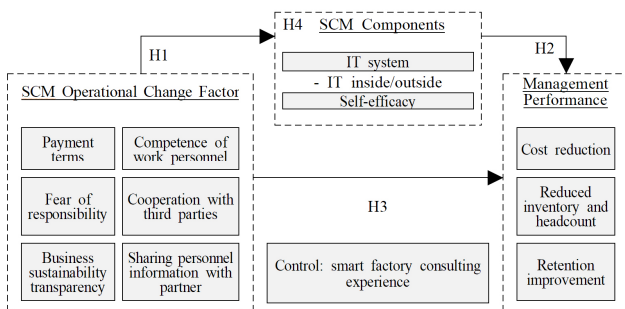 H4
SCM Components
H1
H2
IT system
- IT inside/outside
Self-efficacy
SCM Operational Change Factor
Management
Performance
Payment
terms
Competence of
work personnel
Cost reduction
Fear of
responsibility
Cooperation with
third parties
H3
Reduced
inventory and
headcount
Business
sustainability
transparency
Sharing personnel
information with
partner
Control: smart factory consulting
experience
Retention
improvement